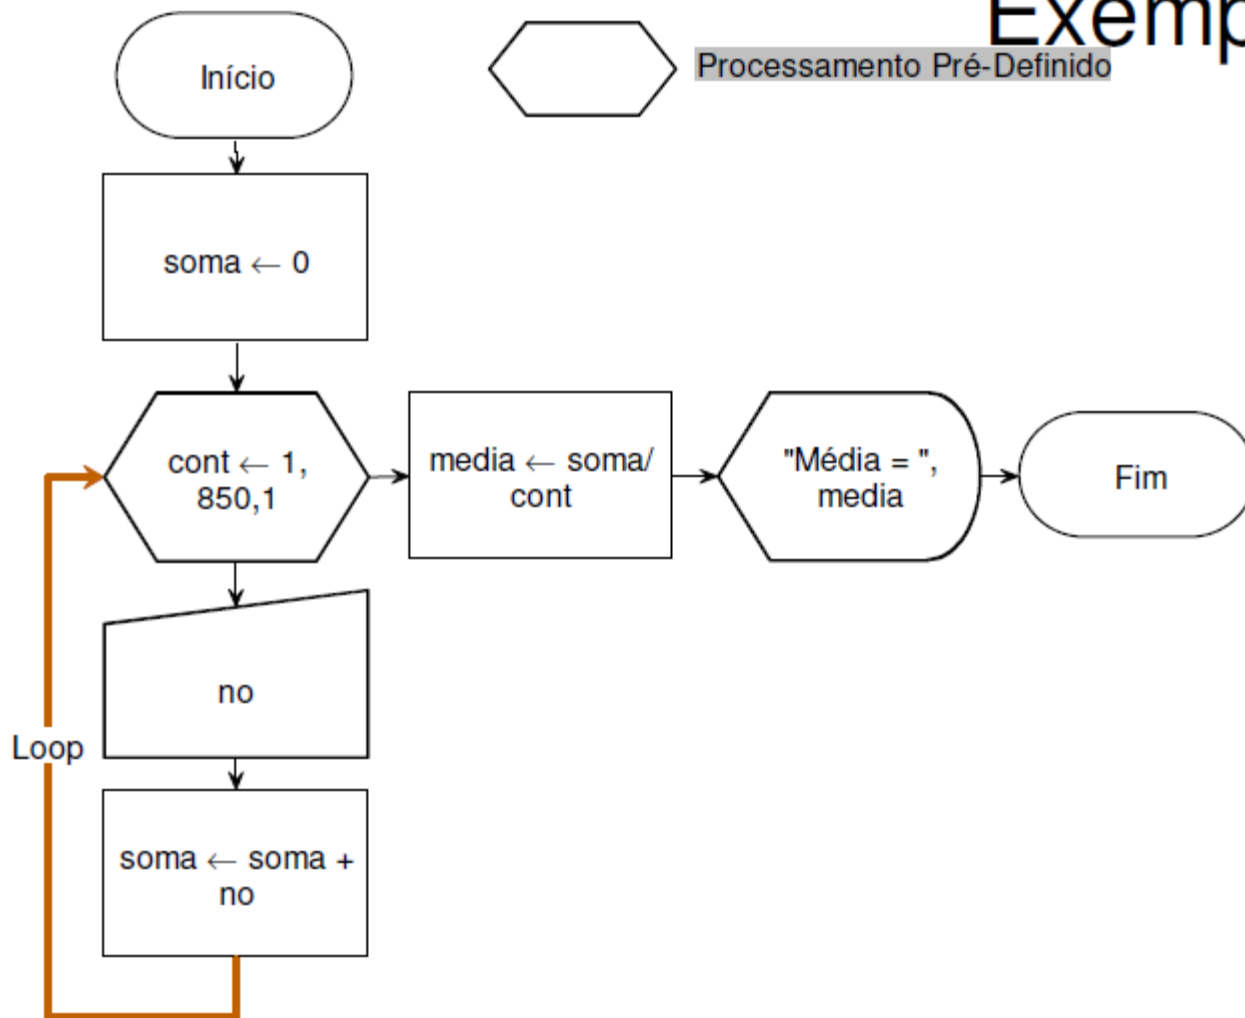 Exemp
Início
Processamento Pré-Definido
soma ← 0
cont ← 1,
850,1
media ← soma/
cont
"Média = ",
media
Fim
no
Loop
soma ← soma +
no